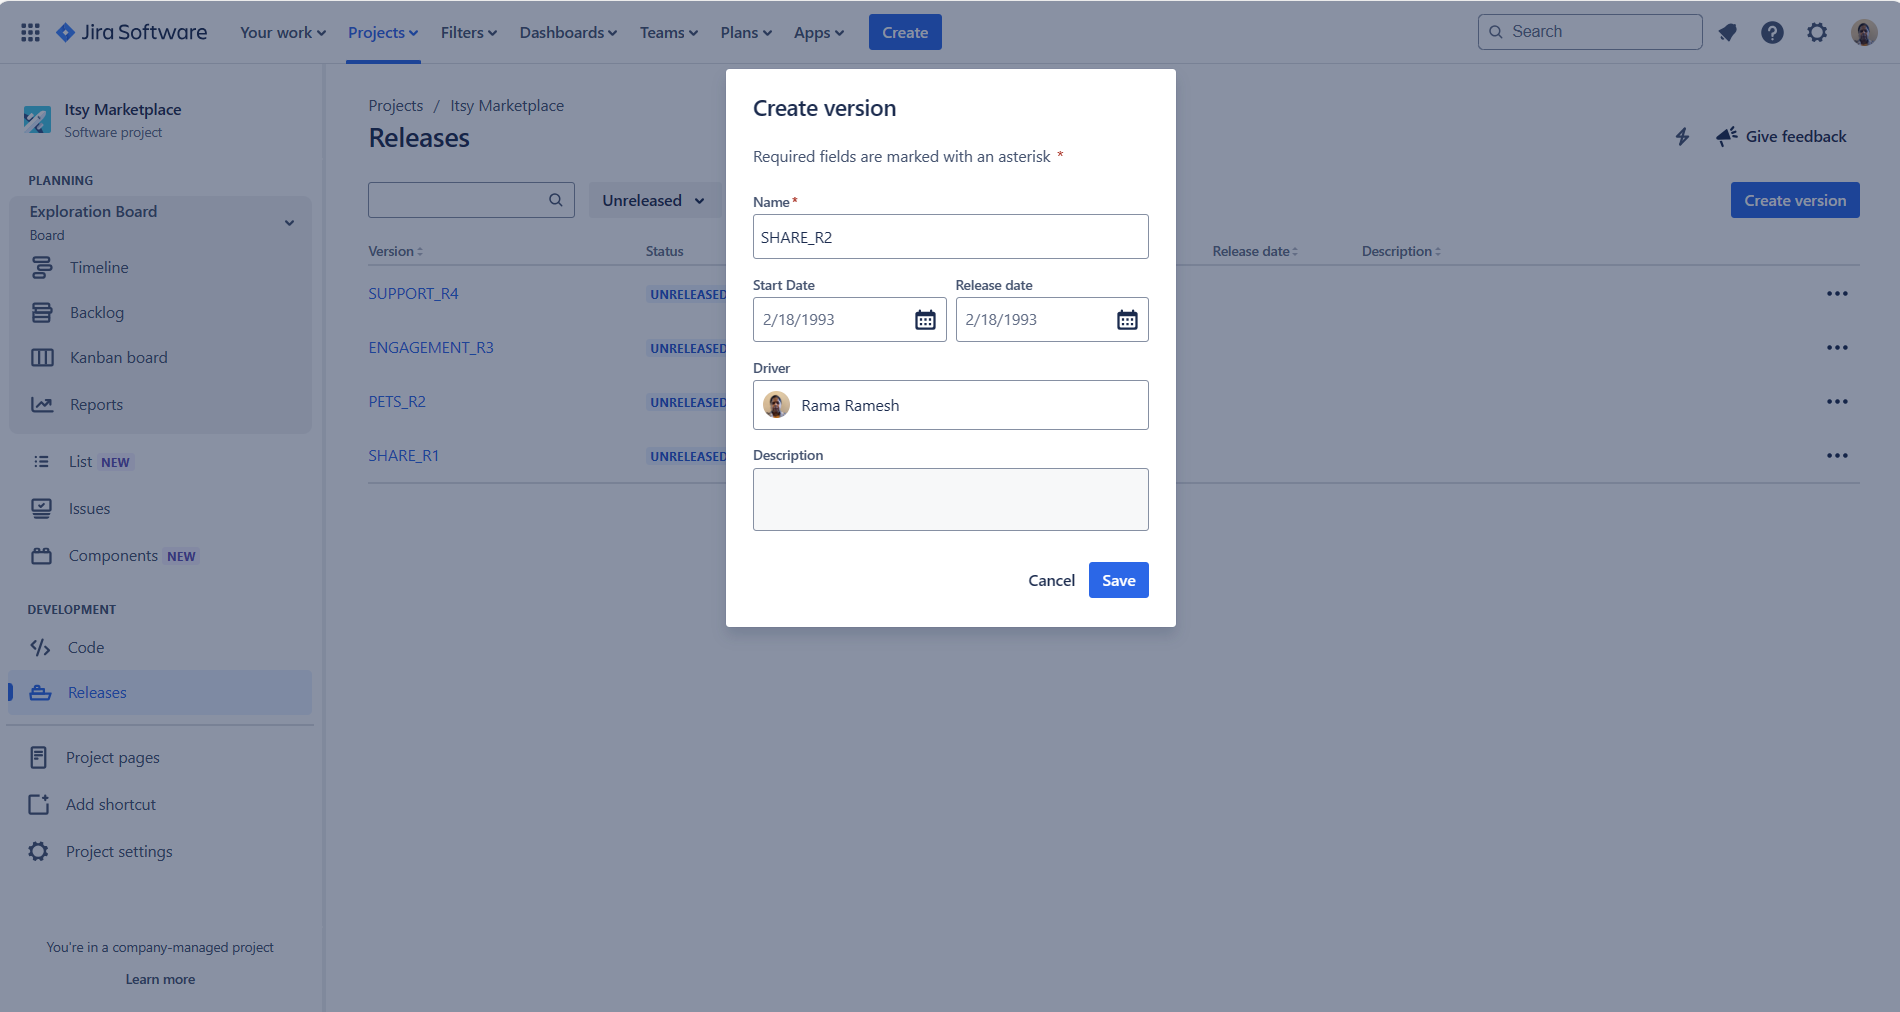 Jira Software
Your work
Projects
Filters
Dashboards
Teams
Plans
Apps
Create
Search
Itsy Marketplace
Software project
PLANNING
Exploration Board
Board
Timeline
Backlog
Kanban board
Reports
List NEW
Issues
Components NEW
DEVELOPMENT
Code
Releases
Project pages
Add shortcut
Project settings
You're in a company-managed project
Learn more
Projects / Itsy Marketplace
Releases
Give feedback
Unreleased
Create version
Version
Status
Release date
Description
SUPPORT_R4
UNRELEASED
ENGAGEMENT_R3
UNRELEASED
PETS_R2
UNRELEASED
SHARE_R1
UNRELEASED
Create version
Required fields are marked with an asterisk *
Name*
SHARE_R2
Start Date
Release date
2/18/1993
2/18/1993
Driver
Rama Ramesh
Description
Cancel
Save